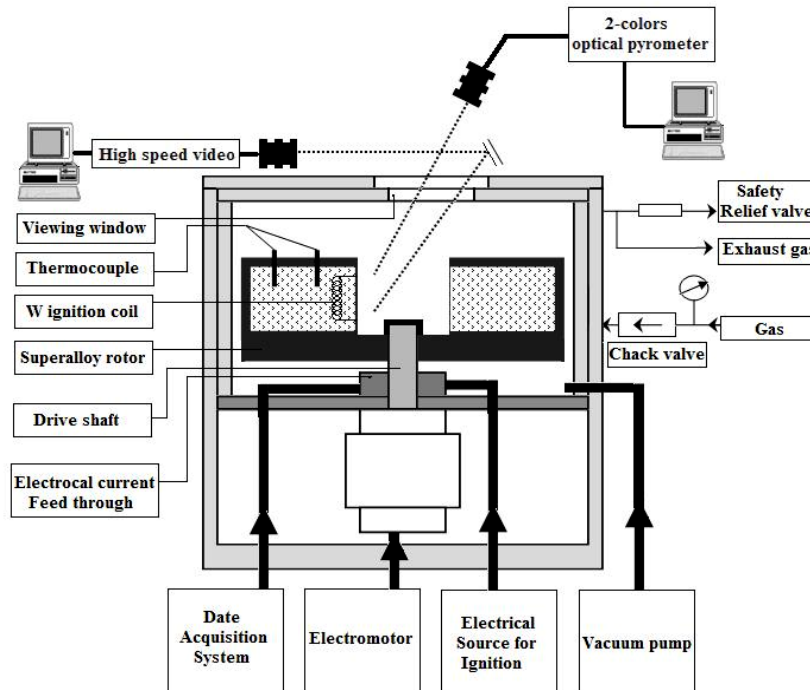 2-colors
optical pyrometer
High speed video
Safety
Relief valve
Viewing window
Exhaust gas
Thermocouple
W ignition coil
Gas
Superalloy rotor
Chack valve
Drive shaft
Electrocal current
Feed through
Date
Acquisition
System
Electromotor
Electrical
Source for
Ignition
Vacuum pump